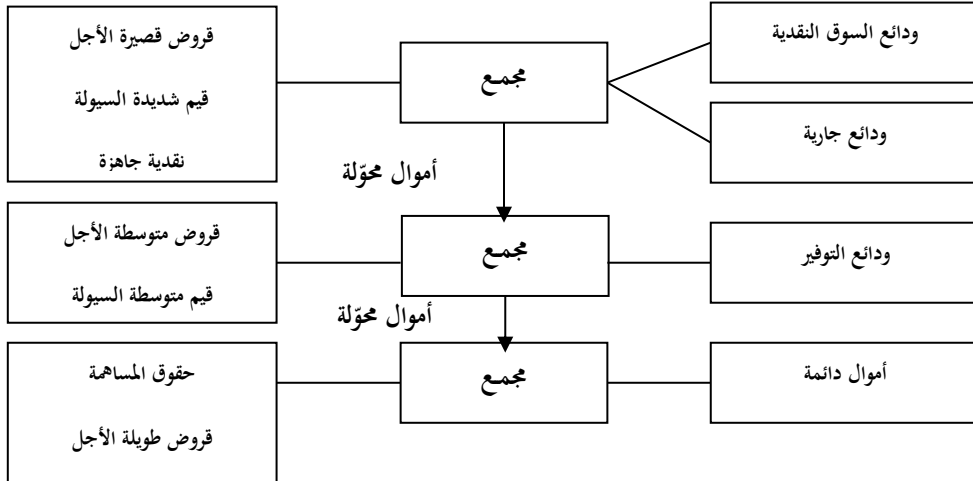 ودائع السوق النقدية
ودائع جارية
مجمع
قروض قصيرة الأجل
قيم شديدة السيولة
نقدية جاهزة
أموال محوّلة
ودائع التوفير
مجمع
قروض متوسطة الأجل
قيم متوسطة السيولة
أموال محوّلة
أموال دائمة
مجمع
حقوق المساهمة
قروض طويلة الأجل